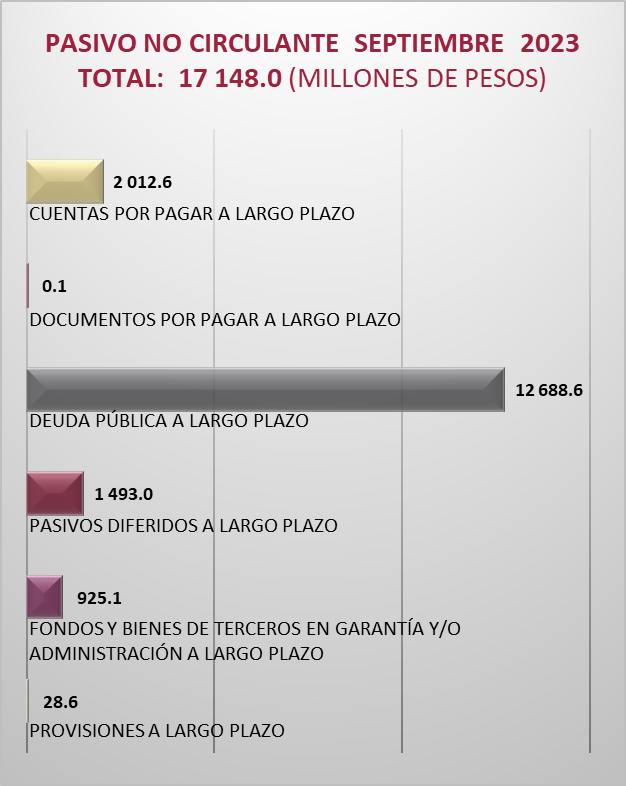 PASIVO NO CIRCULANTE SEPTIEMBRE 2023
TOTAL: 17 148.0 (MILLONES DE PESOS)
2 012.6
CUENTAS POR PAGAR A LARGO PLAZO
0.1
DOCUMENTOS POR PAGAR A LARGO PLAZO
12 688.6
DEUDA PÚBLICA A LARGO PLAZO
1 493.0
PASIVOS DIFERIDOS A LARGO PLAZO
925.1
FONDOS Y BIENES DE TERCEROS EN GARANTÍA Y/O
ADMINISTRACIÓN A LARGO PLAZO
28.6
PROVISIONES A LARGO PLAZO